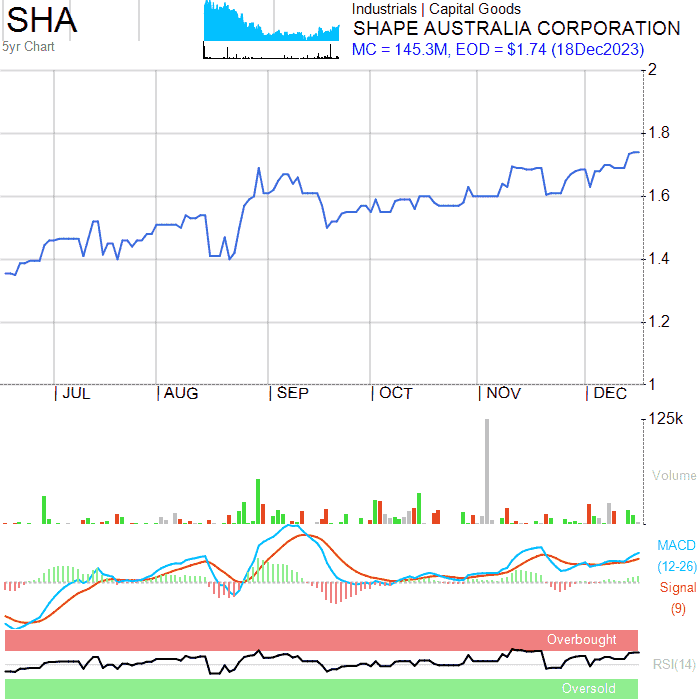 SHA
5yr Chart
Industrials | Capital Goods
SHAPE AUSTRALIA CORPORATION
MC = 145.3M, EOD = $1.74 (18Dec2023)
2
1.8
1.6
1.4
1.2
1
JUL AUG SEP OCT NOV DEC
125k
Volume
MACD
(12-26)
Signal
(9)
Overbought
RSI(14)
Oversold